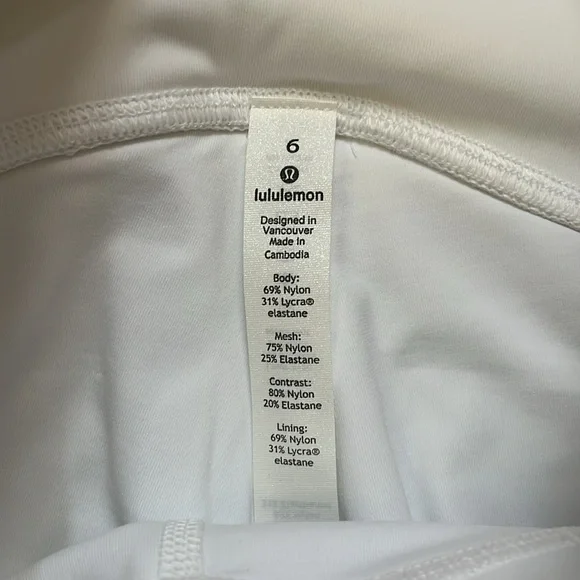 6
lululemon
Designed in
Vancouver
Made in
Cambodia
Body:
69% Nylon
31% Lycra®
elastane
Mesh:
75% Nylon
25% Elastane
Contrast:
80% Nylon
20% Elastane
Lining:
69% Nylon
31% Lycra®
elastane